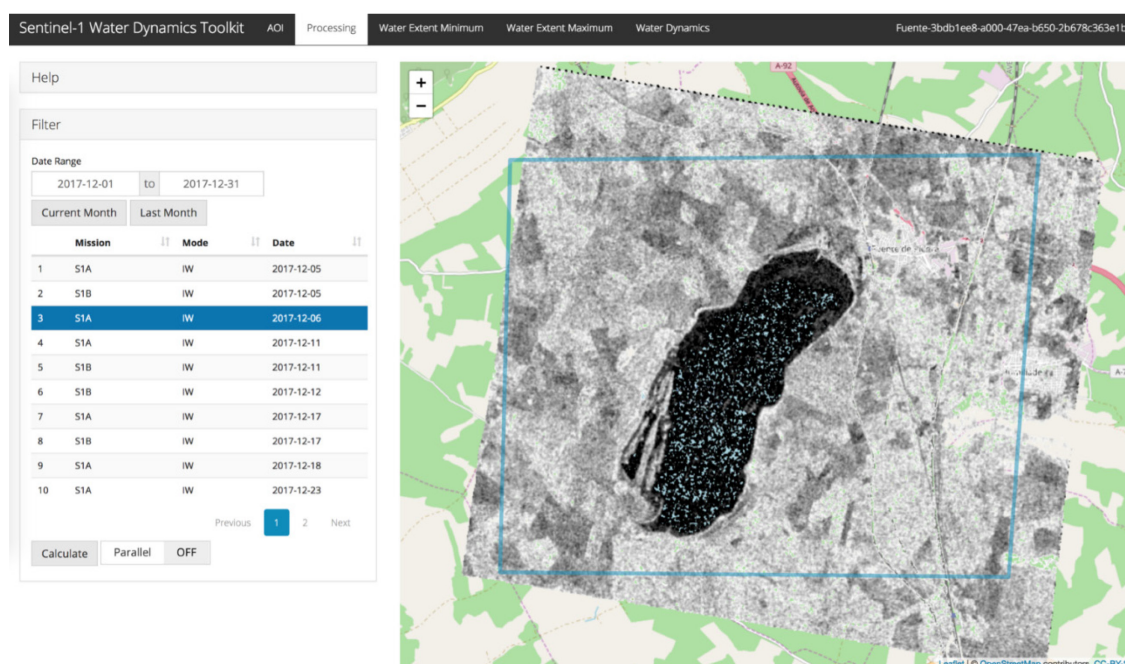 Sentinel-1 Water Dynamics Toolkit AOI Processing Water Extent Minimum Water Extent Maximum Water Dynamics Fuente-3bdb1ee8-a000-47ea-b650-2b678c363e1b
Help
Filter
Date Range
2017-12-01 to 2017-12-31
Current Month Last Month
Mission Mode Date
1 S1A IW 2017-12-05
2 S1B IW 2017-12-05
3 S1A IW 2017-12-06
4 S1A IW 2017-12-11
5 S1B IW 2017-12-11
6 S1B IW 2017-12-12
7 S1A IW 2017-12-17
8 S1B IW 2017-12-17
9 S1A IW 2017-12-18
10 S1A IW 2017-12-23
Previous 1 2 Next
Calculate Parallel OFF
+
−
A-92
Fuente de Piedra
Leaflet | © OpenStreetMap contributors, CC-BY-